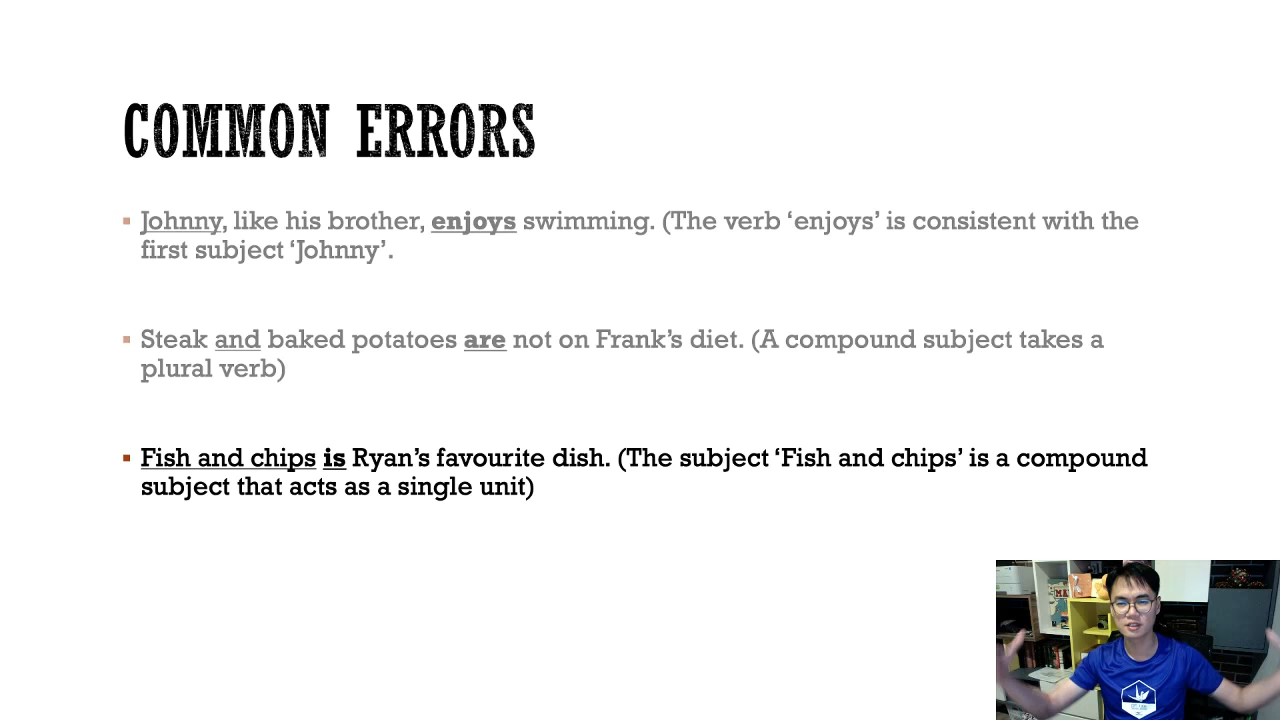 COMMON ERRORS
▪ Johnny, like his brother, enjoys swimming. (The verb ‘enjoys’ is consistent with the
first subject ‘Johnny’.
▪ Steak and baked potatoes are not on Frank’s diet. (A compound subject takes a
plural verb)
▪ Fish and chips is Ryan’s favourite dish. (The subject ‘Fish and chips’ is a compound
subject that acts as a single unit)